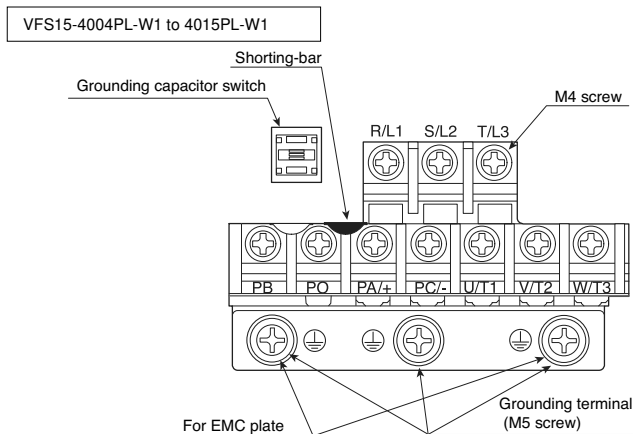 VFS15-4004PL-W1 to 4015PL-W1
Shorting-bar
Grounding capacitor switch
M4 screw
R/L1 S/L2 T/L3
PB PO PA/+ PC/- U/T1 V/T2 W/T3
Grounding terminal
(M5 screw)
For EMC plate